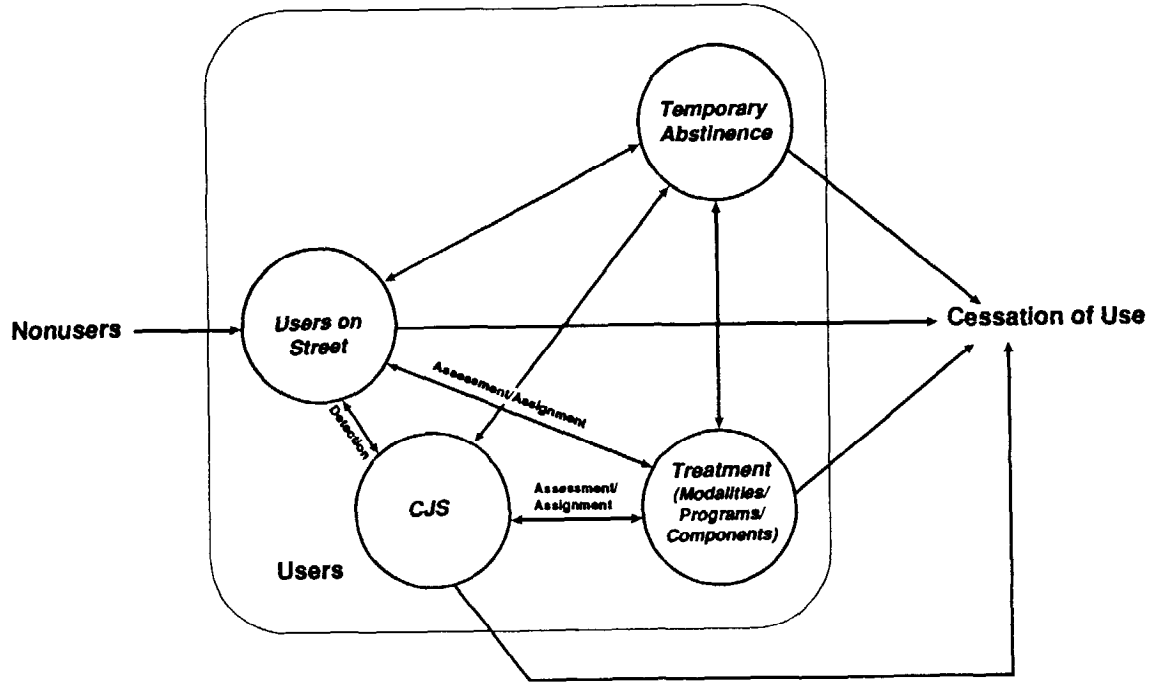 Temporary
Abstinence
Nonusers
Users on
Street
Cessation of Use
Assessment/Assignment
Detection
CJS
Assessment/
Assignment
Treatment
(Modalities/
Programs/
Components)
Users